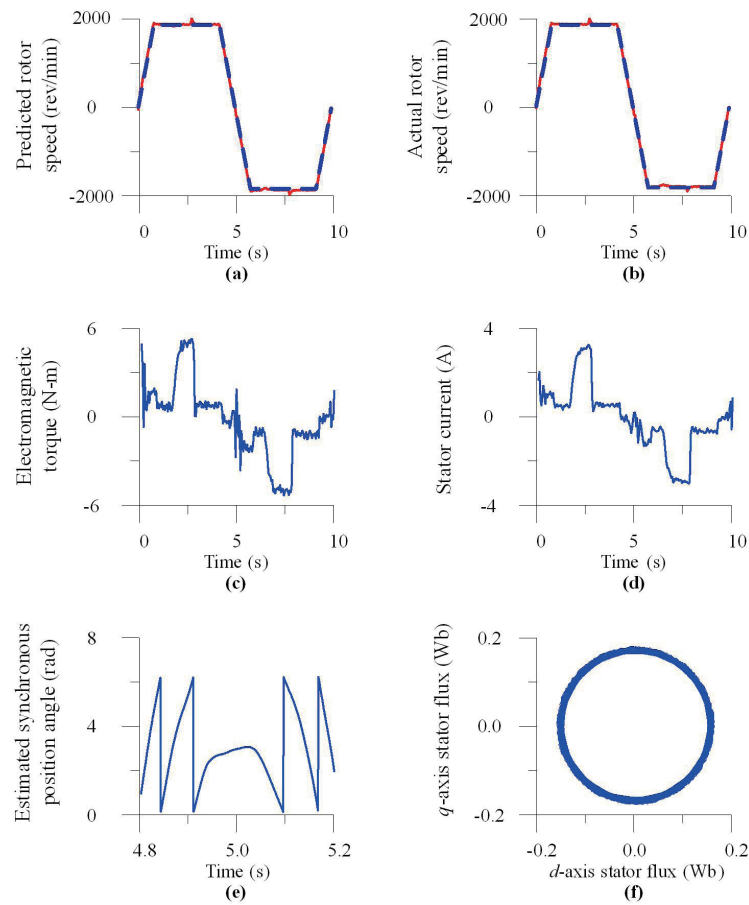 Predicted rotor
speed (rev/min)
2000
0
-2000
0 5 10
Time (s)
(a)
Actual rotor
speed (rev/min)
2000
0
-2000
0 5 10
Time (s)
(b)
Electromagnetic
torque (N-m)
6
0
-6
0 5 10
Time (s)
(c)
Stator current (A)
4
0
-4
0 5 10
Time (s)
(d)
Estimated synchronous
position angle (rad)
8
4
0
4.8 5.0 5.2
Time (s)
(e)
q-axis stator flux (Wb)
0.2
0.0
-0.2
-0.2 0.0 0.2
d-axis stator flux (Wb)
(f)